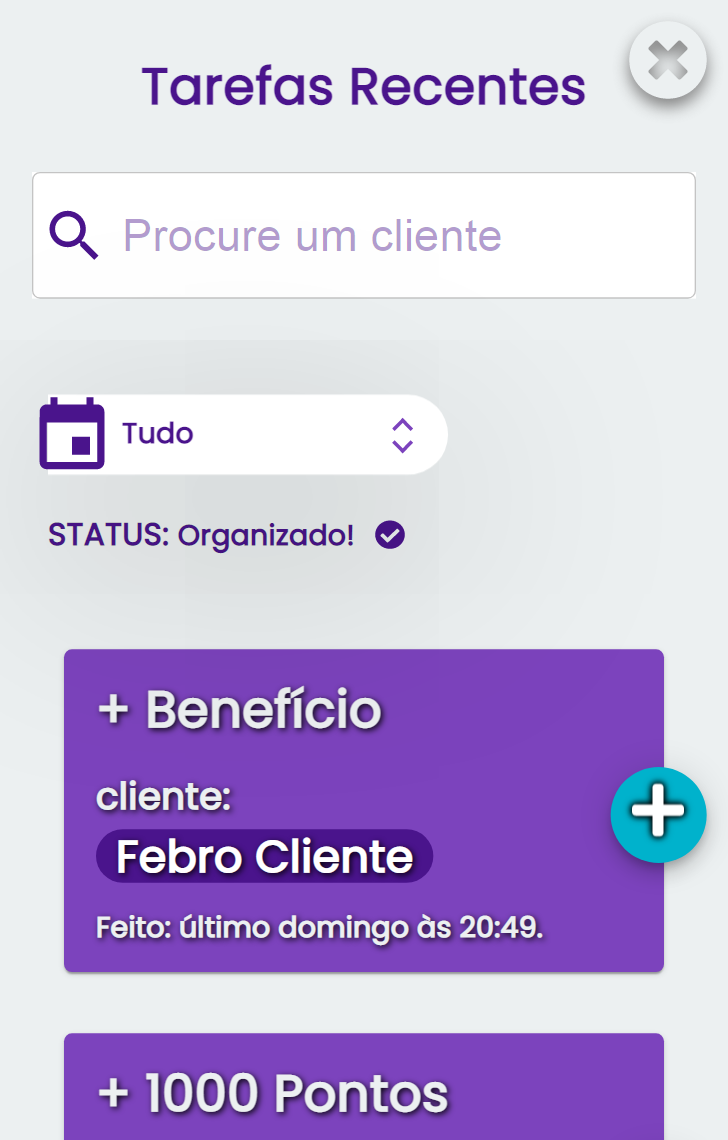 Tarefas Recentes
Procure um cliente
Tudo
STATUS: Organizado!
+ Benefício
cliente:
Febro Cliente
Feito: último domingo às 20:49.
+ 1000 Pontos